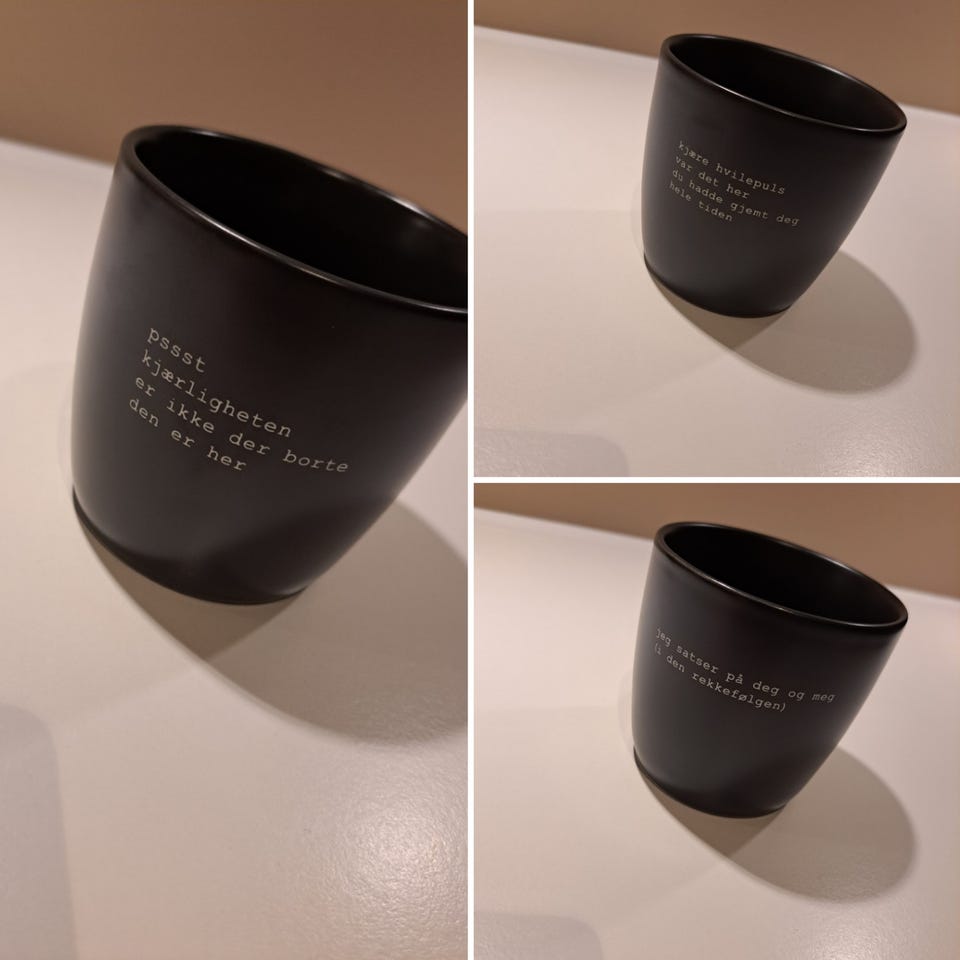 pssst
kjærligheten
er ikke der borte
den er her
kjære hvilepuls
var det her
du hadde gjemt deg
hele tiden
jeg satser på deg og meg
(i den rekkefølgen)